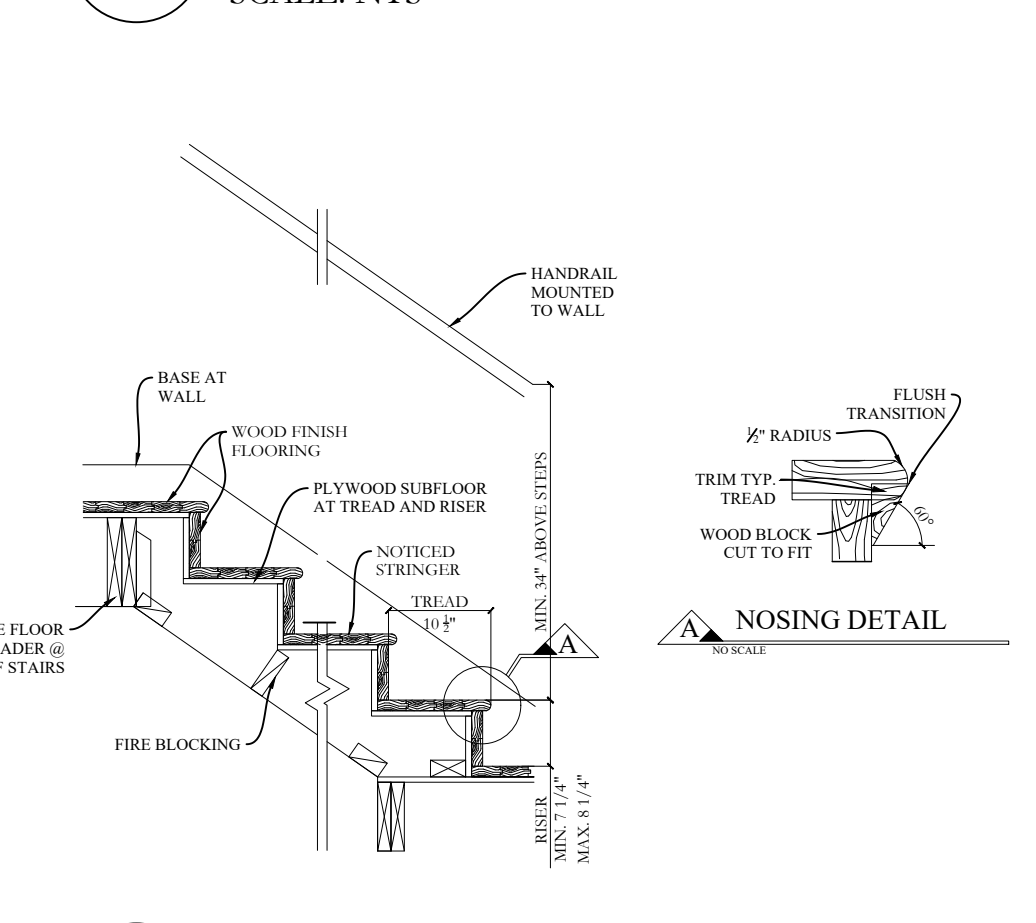 SCALE: NTS
HANDRAIL
MOUNTED
TO WALL
BASE AT
WALL
WOOD FINISH
FLOORING
PLYWOOD SUBFLOOR
AT TREAD AND RISER
NOTICED
STRINGER
TREAD
10 ½"
MIN. 34" ABOVE STEPS
A
E FLOOR
ADER @
F STAIRS
FIRE BLOCKING
RISER
MIN. 7 1/4"
MAX. 8 1/4"
FLUSH
TRANSITION
½" RADIUS
TRIM TYP.
TREAD
WOOD BLOCK
CUT TO FIT
60°
A
NOSING DETAIL
NO SCALE